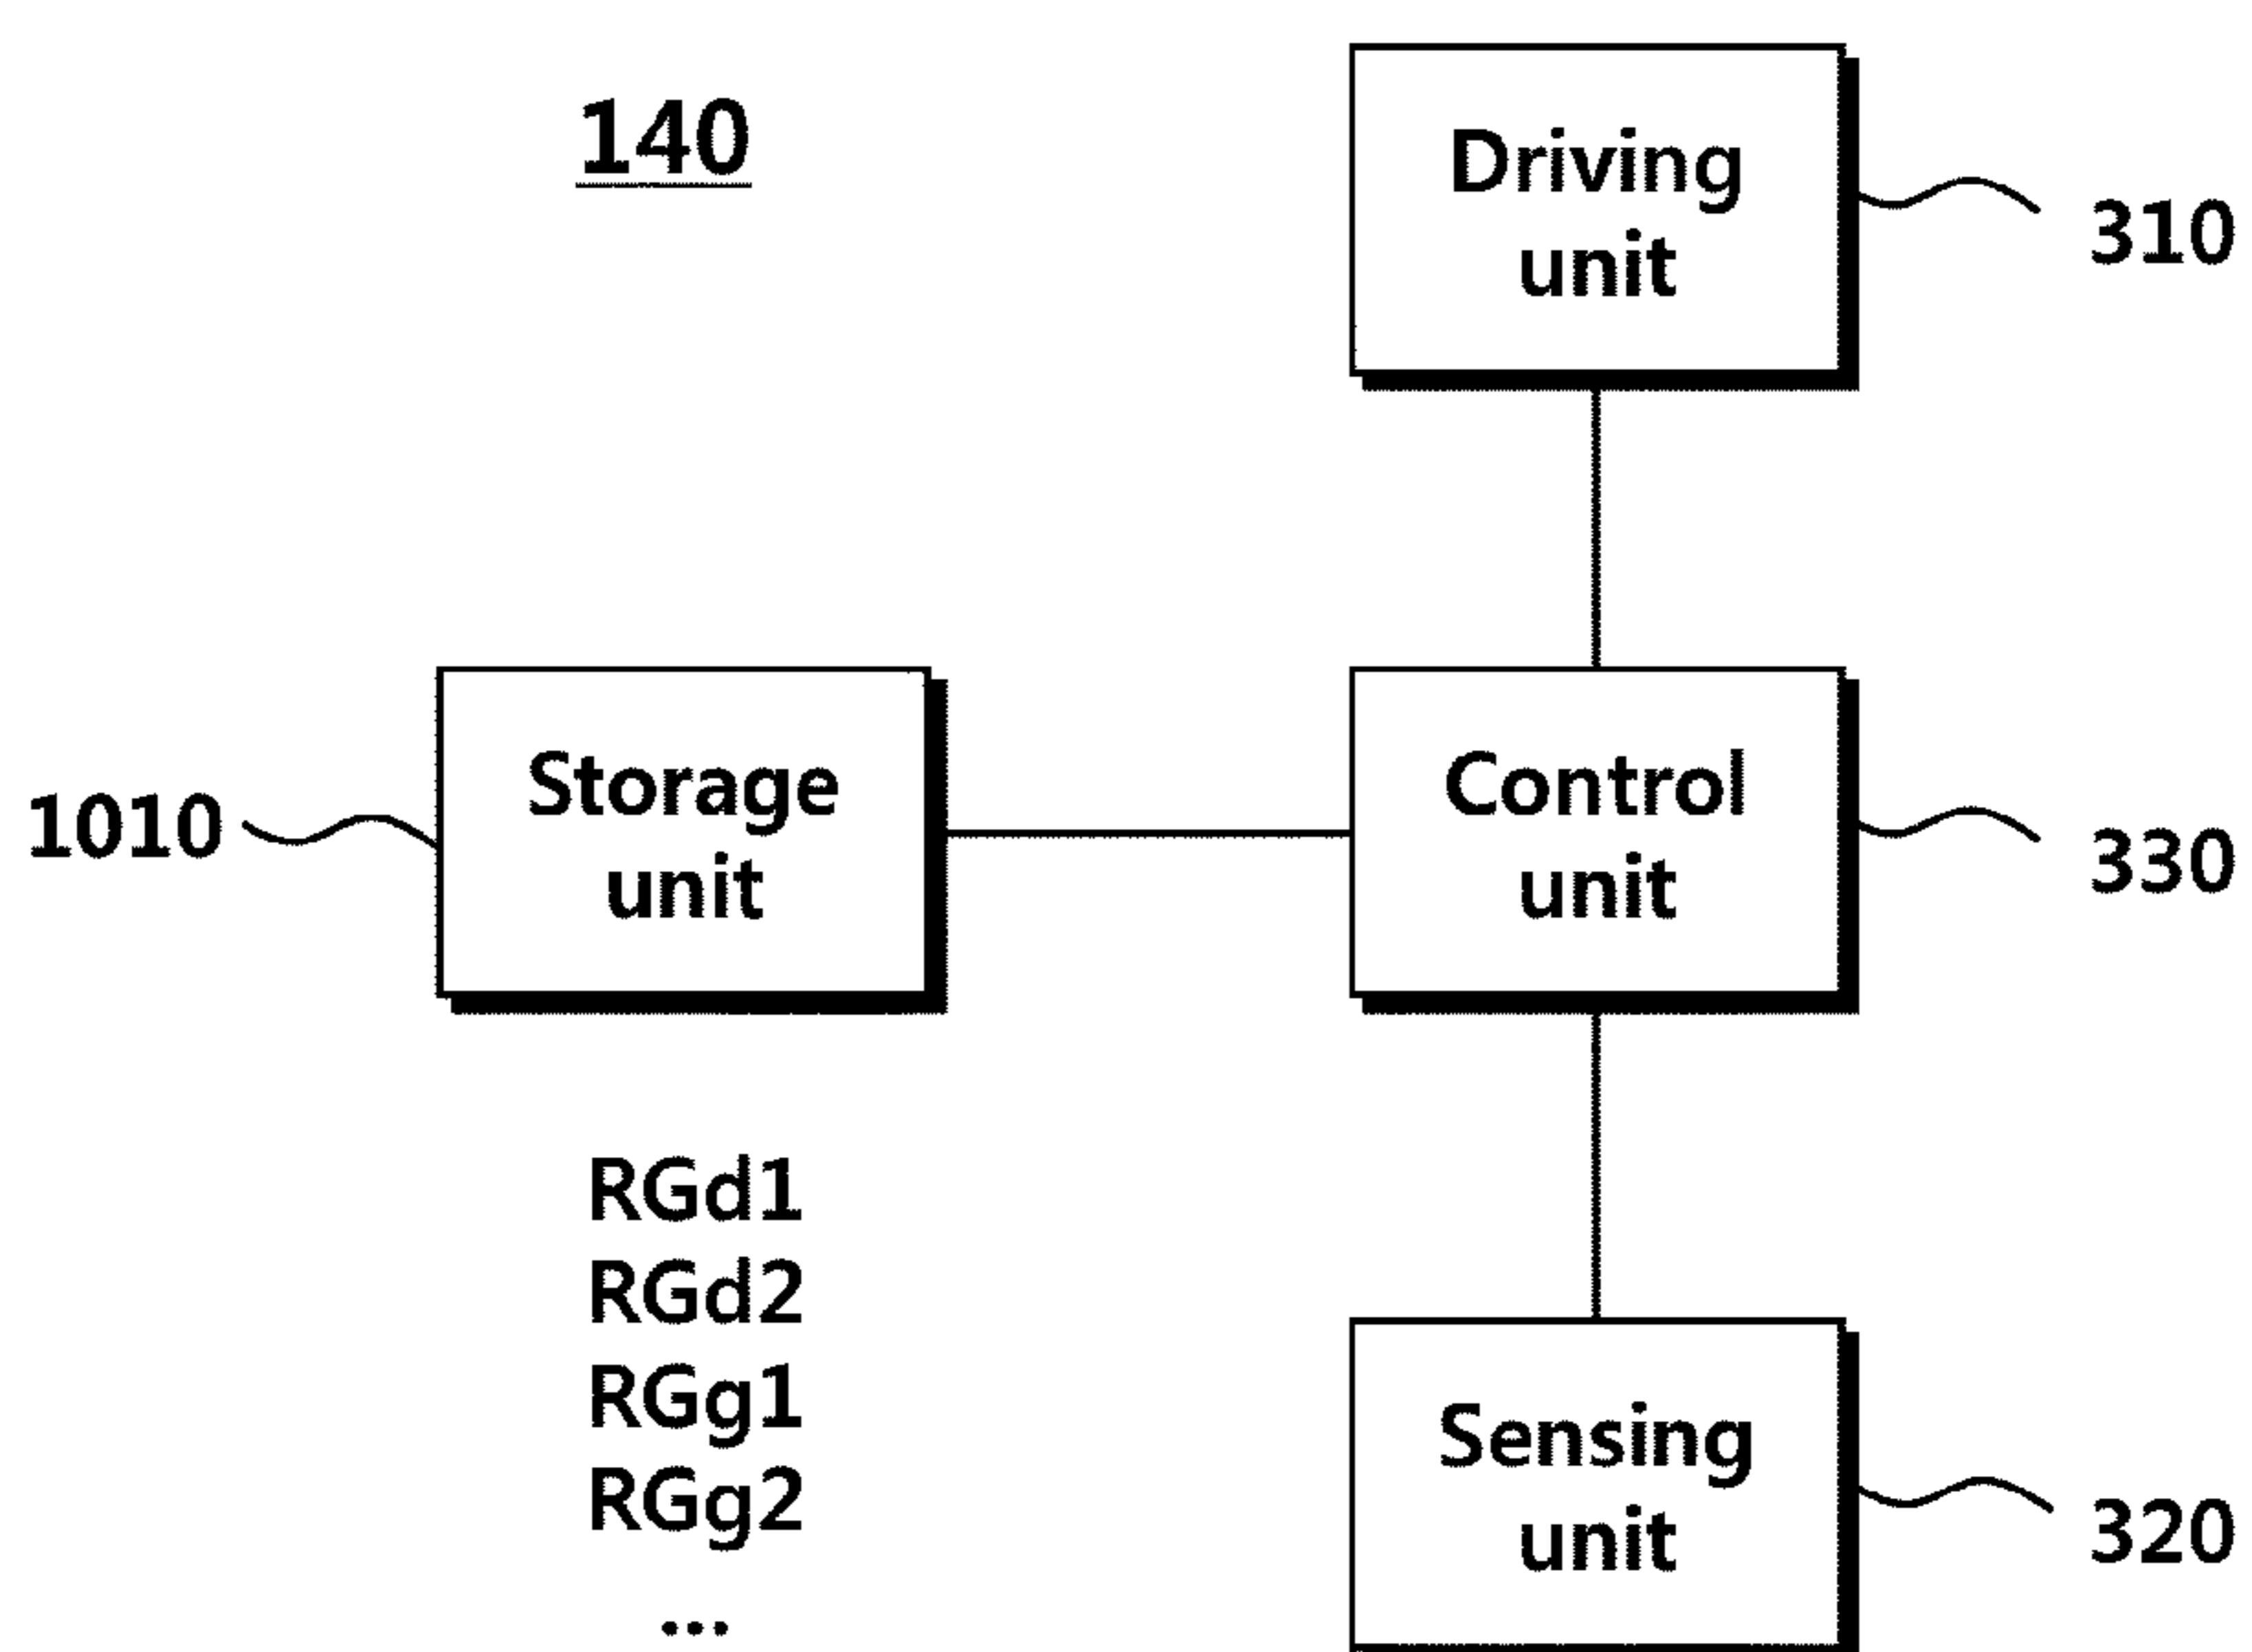 140
Driving
unit
310
1010
Storage
unit
Control
unit
330
RGd1
RGd2
RGg1
RGg2
...
Sensing
unit
320